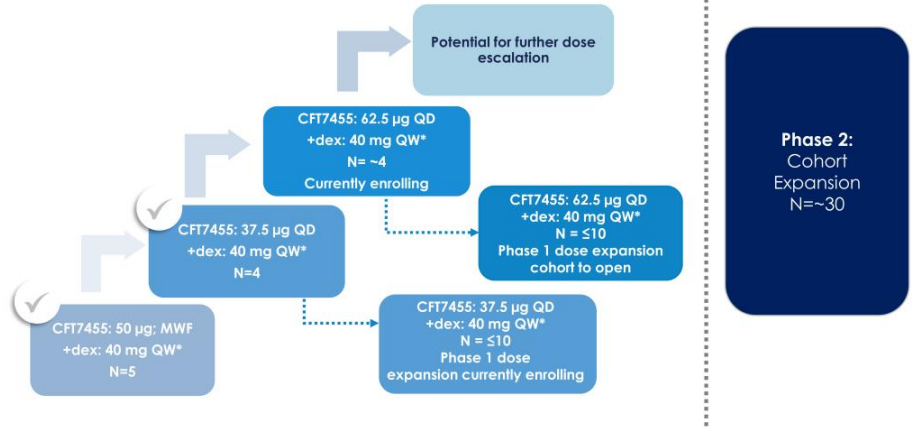 Potential for further dose
escalation
CFT7455: 62.5 µg QD
+dex: 40 mg QW*
N= ~4
Currently enrolling
CFT7455: 62.5 µg QD
+dex: 40 mg QW*
N = ≤10
Phase 1 dose expansion
cohort to open
CFT7455: 37.5 µg QD
+dex: 40 mg QW*
N=4
CFT7455: 37.5 µg QD
+dex: 40 mg QW*
N = ≤10
Phase 1 dose
expansion currently enrolling
CFT7455: 50 µg; MWF
+dex: 40 mg QW*
N=5
Phase 2:
Cohort
Expansion
N=~30